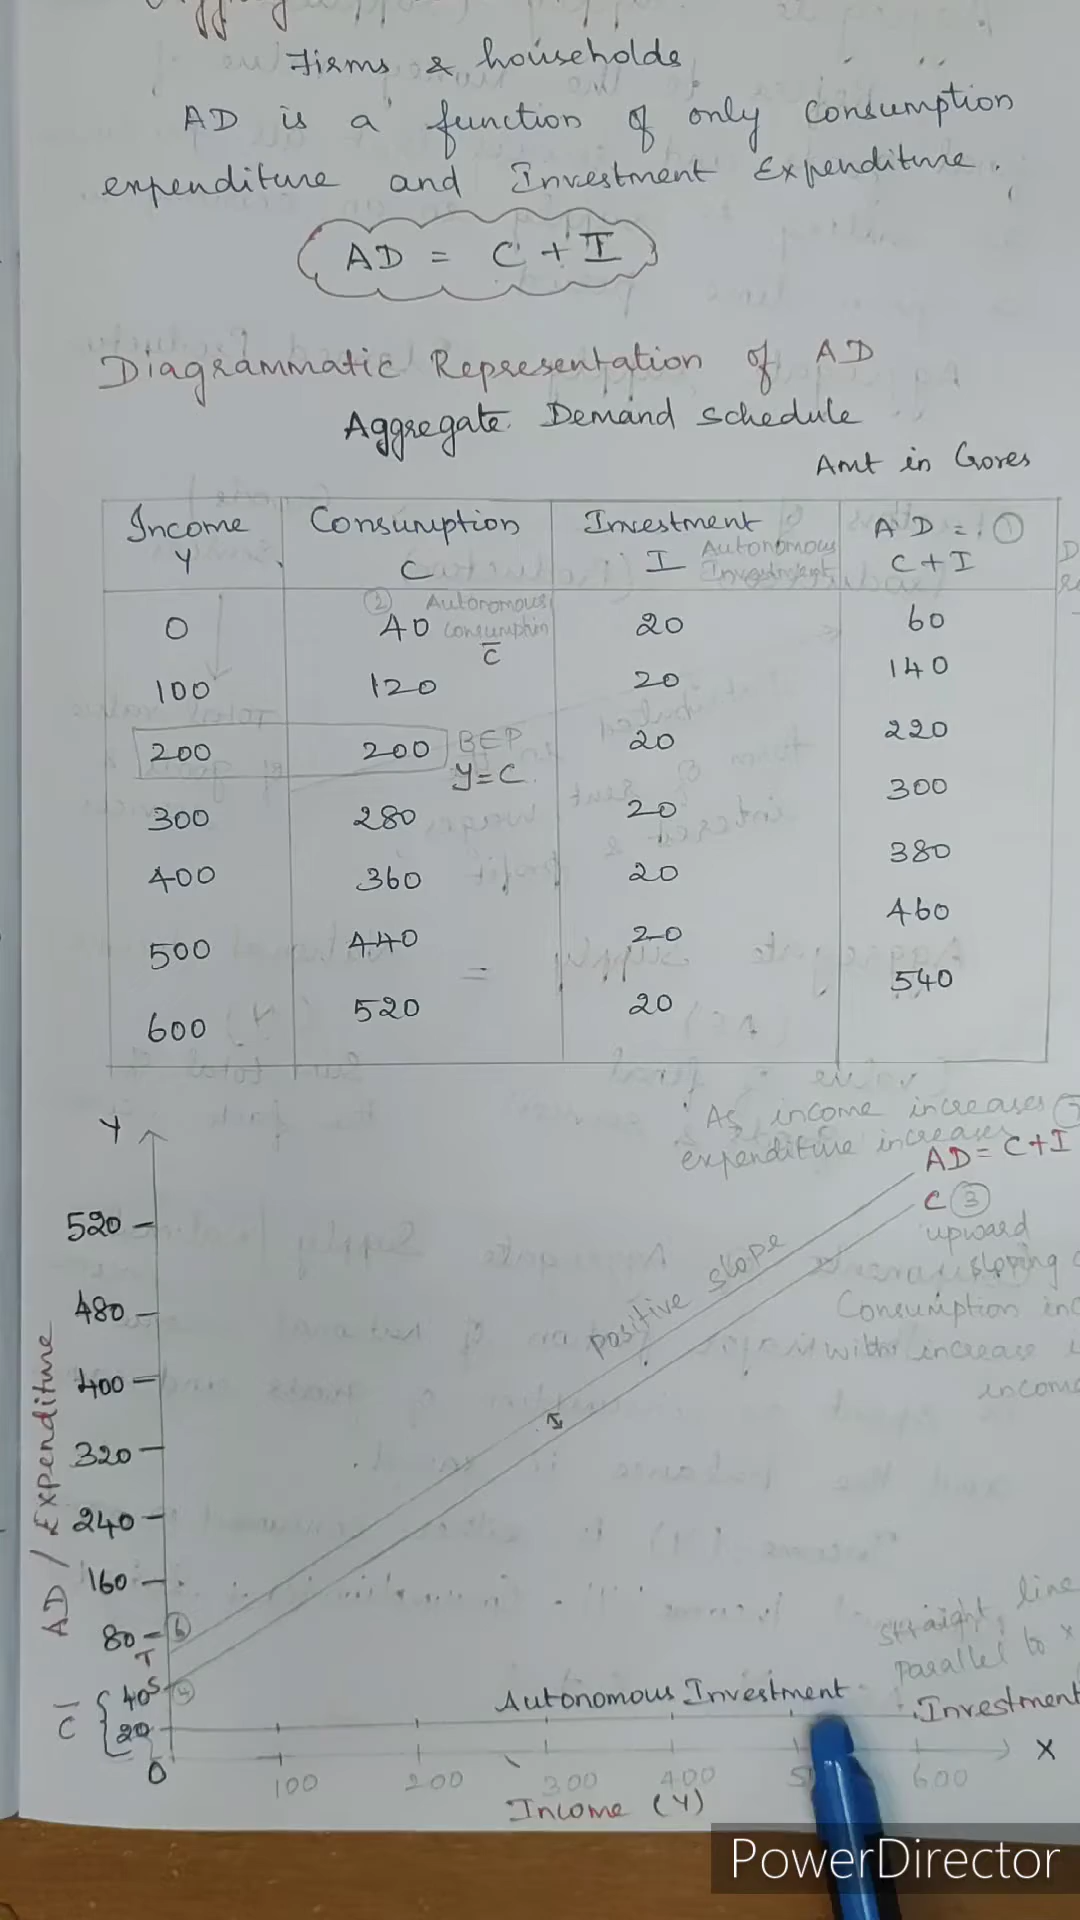 Firms & households
AD is a function of only Consumption
expenditure and Investment Expenditure.
AD = C + I
Diagrammatic Representation of AD
Aggregate Demand Schedule
Amt in Crores
Income Y Consumption C Investment I Autonomous Investment AD = ① C + I
② Autonomous Consumption C̅
0 40 20 60
100 120 20 140
200 200 BEP Y=C 20 220
300 280 20 300
400 360 20 380
500 440 20 460
600 520 20 540
As income increases
expenditure increases
AD = C+I
C ③
upward
sloping
Consumption
with increase
income
Y
520
480
400
320
240
160
80
T
40 S
20
0
C̅
AD / Expenditure
positive slope
straight line
parallel to x
Autonomous Investment
Investment
X
100 200 300 400 600
Income (Y)
PowerDirector